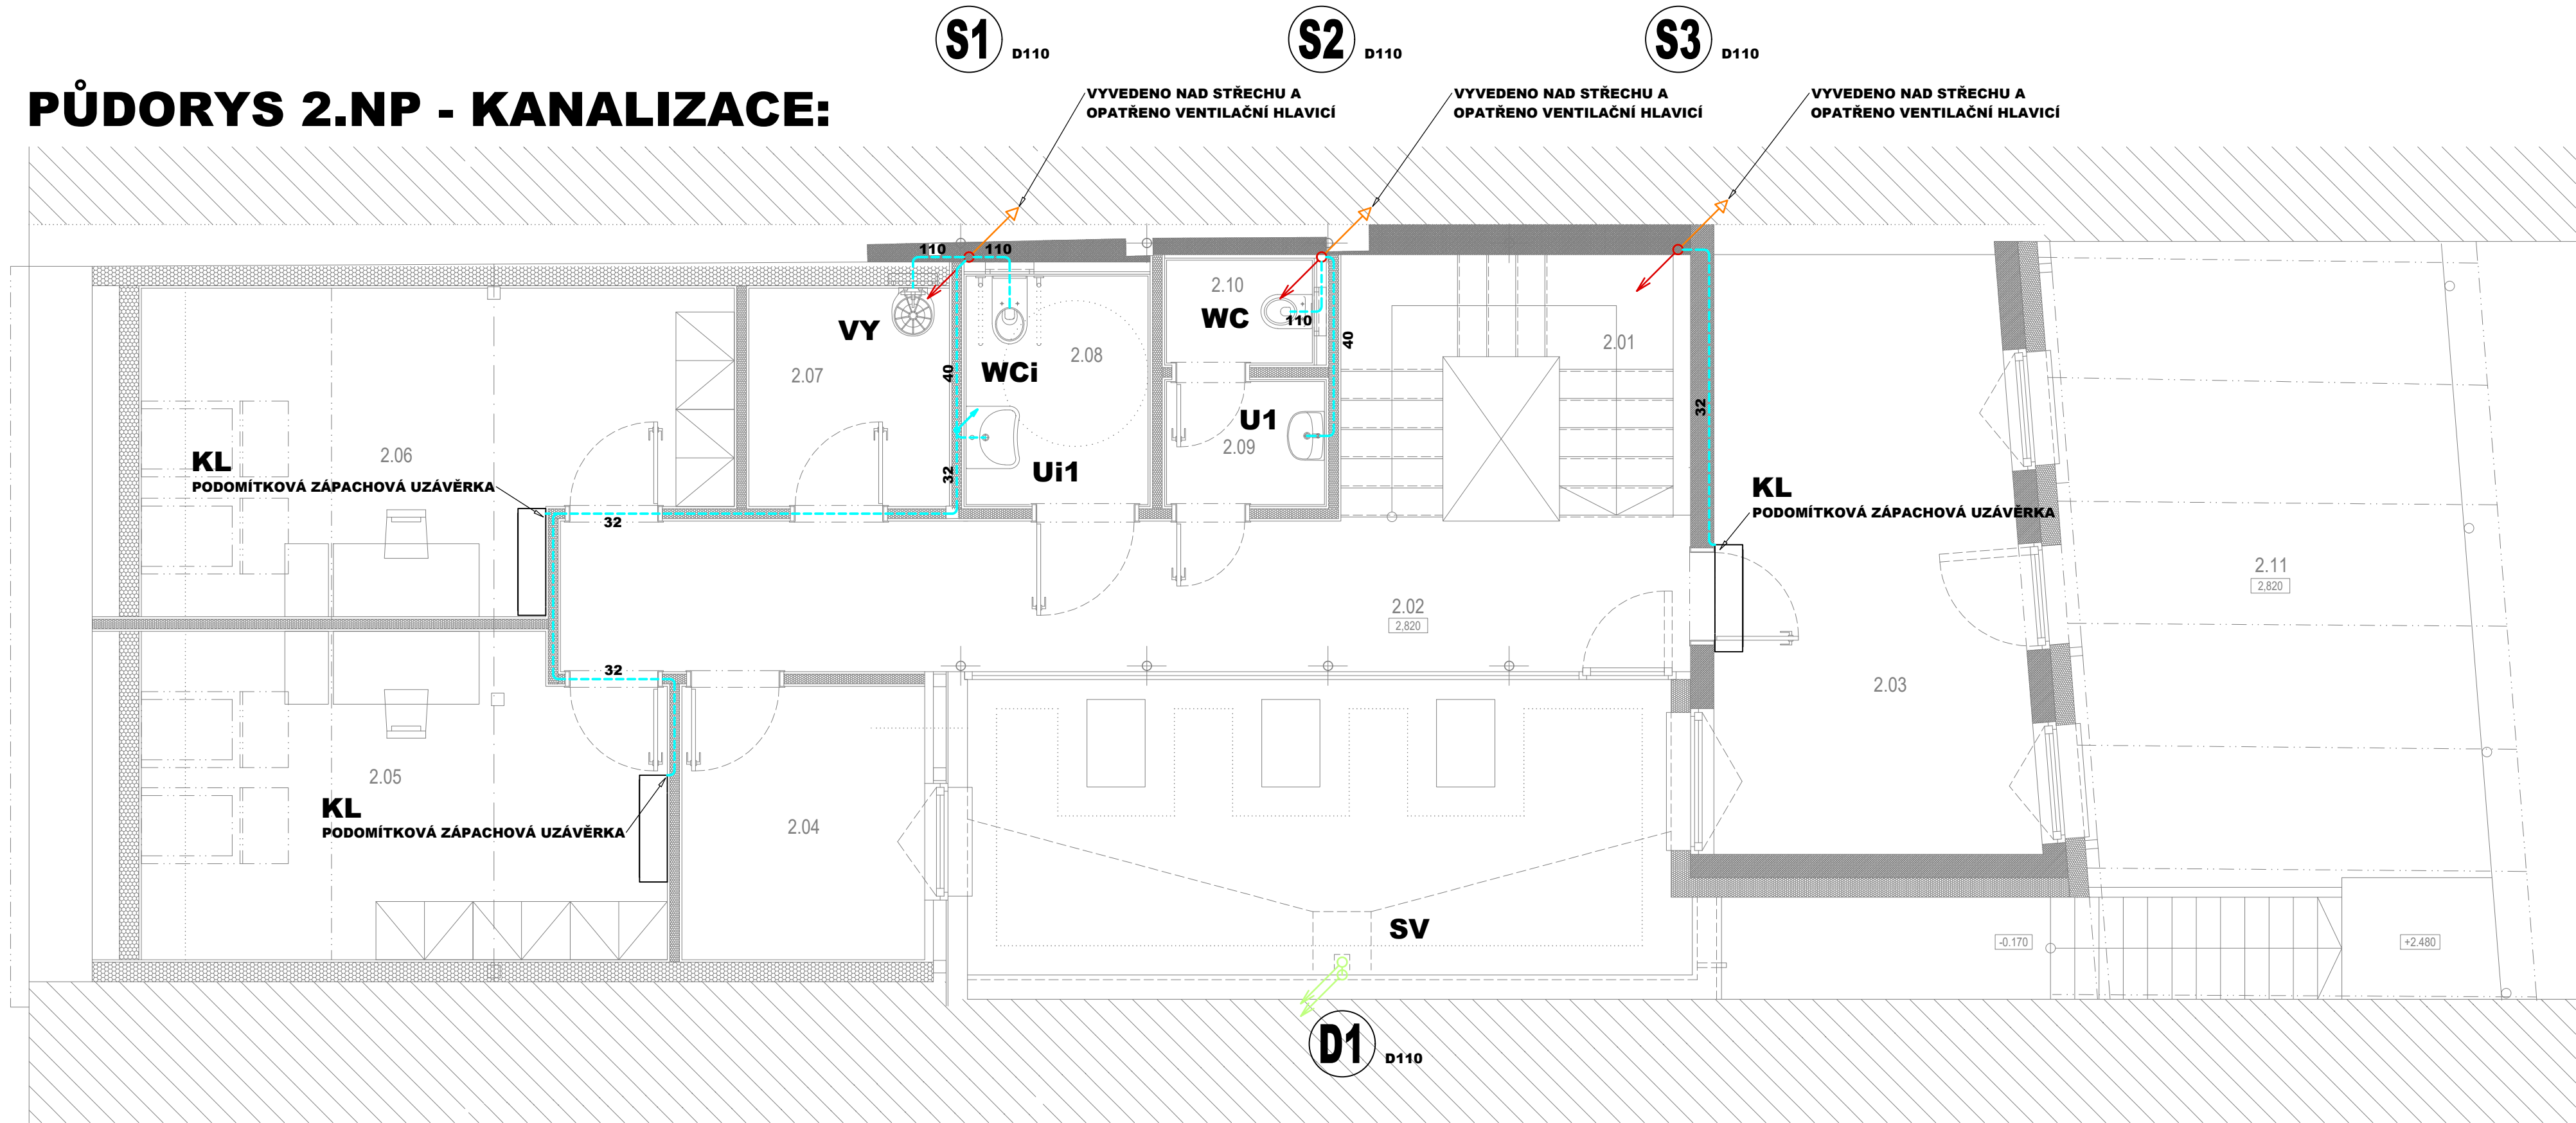 S1 D110
S2 D110
S3 D110
PŮDORYS 2.NP - KANALIZACE:
VYVEDENO NAD STŘECHU A
OPATŘENO VENTILAČNÍ HLAVICÍ
VYVEDENO NAD STŘECHU A
OPATŘENO VENTILAČNÍ HLAVICÍ
VYVEDENO NAD STŘECHU A
OPATŘENO VENTILAČNÍ HLAVICÍ
110
110
2.10
WC
110
VY
2.07
40
WCi
2.08
40
2.01
2.06
KL
PODOMÍTKOVÁ ZÁPACHOVÁ UZÁVĚRKA
32
Ui1
U1
2.09
32
KL
PODOMÍTKOVÁ ZÁPACHOVÁ UZÁVĚRKA
32
2.11
2,820
2.02
2,820
32
2.03
2.05
KL
PODOMÍTKOVÁ ZÁPACHOVÁ UZÁVĚRKA
2.04
SV
-0.170
+2.480
D1 D110